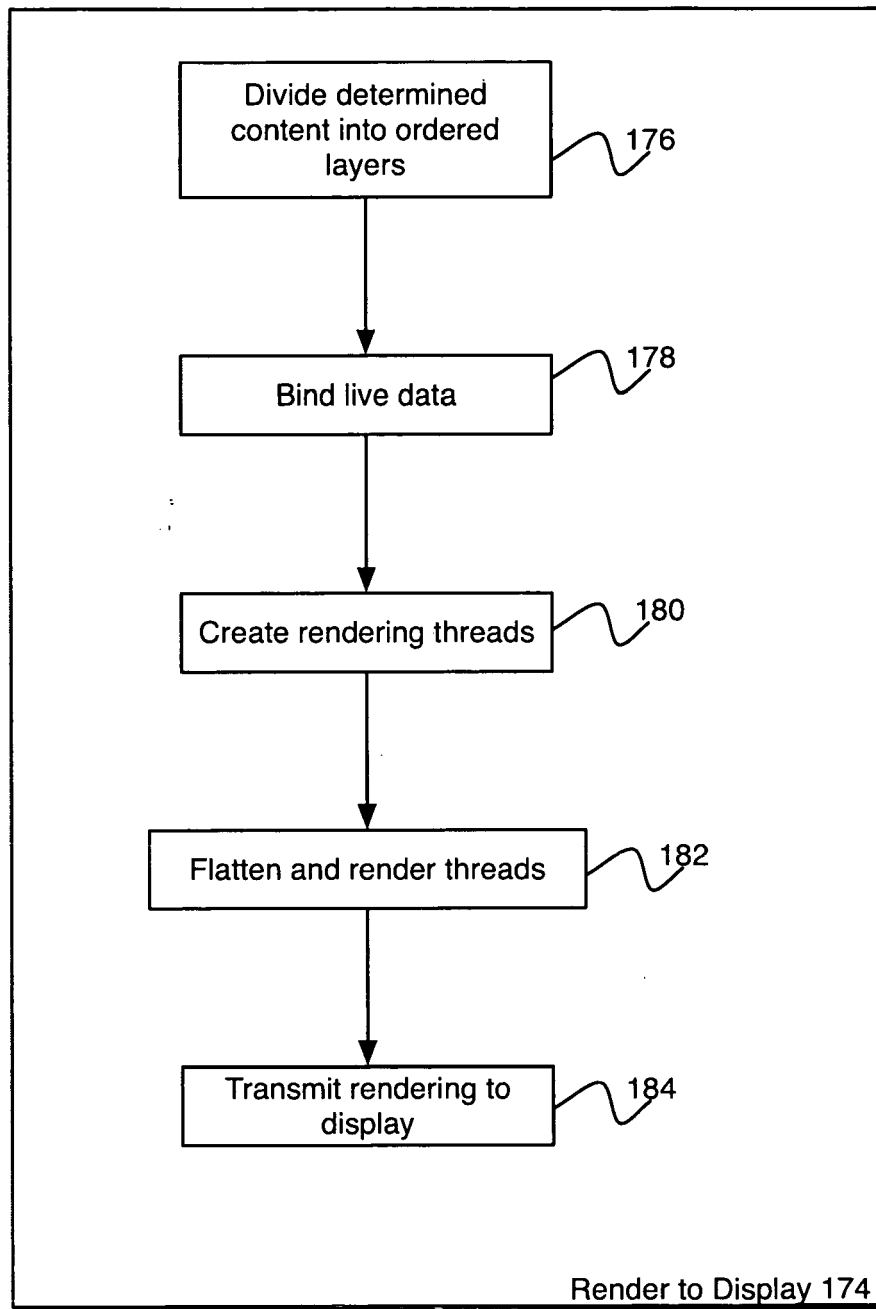 Divide determined
content into ordered
layers
176
Bind live data
178
Create rendering threads
180
Flatten and render threads
182
Transmit rendering to
display
184
Render to Display 174